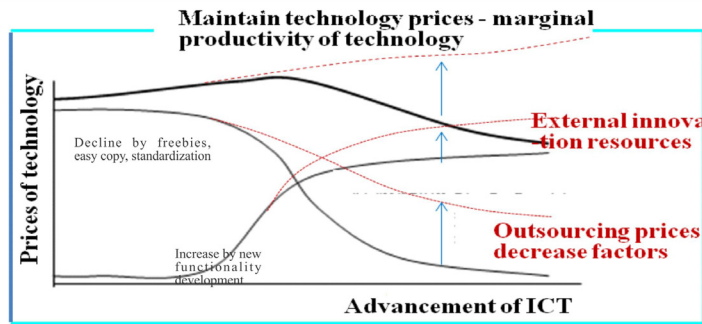 Maintain technology prices - marginal
productivity of technology
Prices of technology
Decline by freebies,
easy copy, standardization
External innova
-tion resources
Increase by new
functionality
development
Outsourcing prices
decrease factors
Advancement of ICT